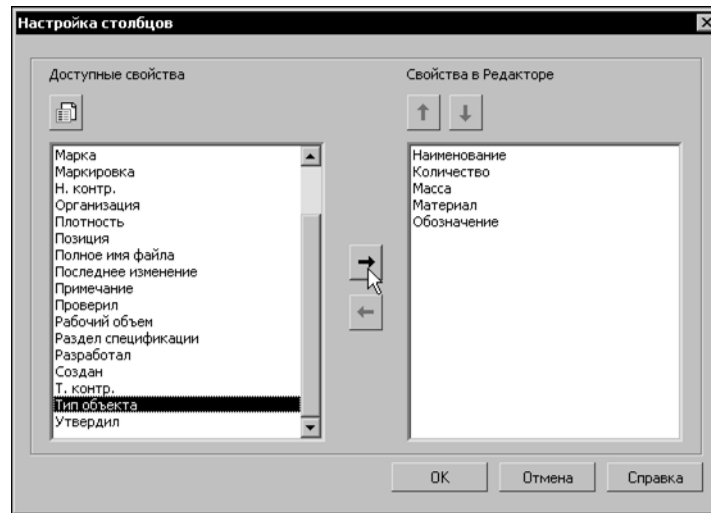 Настройка столбцов
Доступные свойства
Марка
Маркировка
Н. контр.
Организация
Плотность
Позиция
Полное имя файла
Последнее изменение
Примечание
Проверил
Рабочий объем
Раздел спецификации
Разработал
Создан
Т. контр.
Тип объекта
Утвердил
Свойства в Редакторе
Наименование
Количество
Масса
Материал
Обозначение
OK
Отмена
Справка